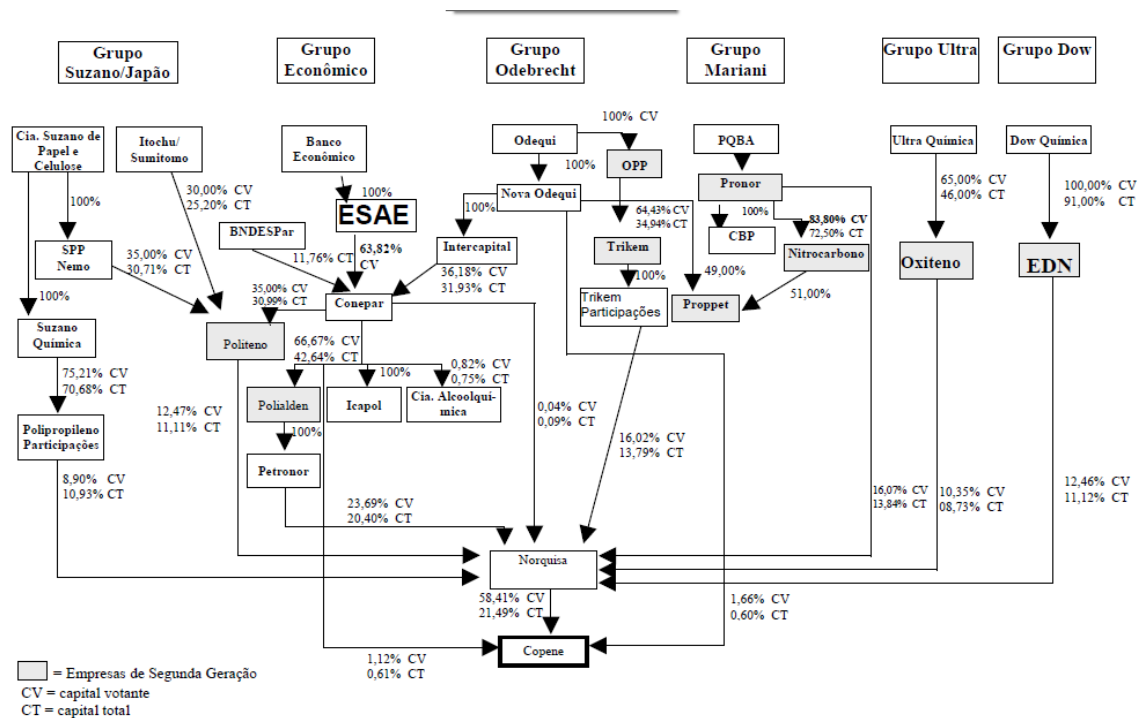 Grupo
Suzano/Japão
Grupo
Econômico
Grupo
Odebrecht
Grupo
Mariani
Grupo Ultra
Grupo Dow
Cia. Suzano de
Papel e
Celulose
Itochu/
Sumitomo
Banco
Econômico
Odequi
100% CV
OPP
PQBA
Ultra Química
Dow Química
100%
30,00% CV
25,20% CT
100%
ESAE
100%
Nova Odequi
Pronor
65,00% CV
46,00% CT
100,00% CV
91,00% CT
BNDESPar
11,76% CT
63,82%
CV
100%
Intercapital
64,43% CV
34,94% CT
100%
CBP
83,80% CV
72,50% CT
SPP
Nemo
35,00% CV
30,71% CT
36,18% CV
31,93% CT
Trikem
49,00%
Nitrocarbono
Oxiteno
EDN
100%
35,00% CV
30,99% CT
Conepar
100%
Trikem
Participações
Proppet
51,00%
Suzano
Química
Politeno
66,67% CV
42,64% CT
100%
0,82% CV
0,75% CT
75,21% CV
70,68% CT
Polialden
Icapol
Cia. Alcoolquí-
mica
Polipropileno
Participações
12,47% CV
11,11% CT
100%
0,04% CV
0,09% CT
16,02% CV
13,79% CT
Petronor
8,90% CV
10,93% CT
23,69% CV
20,40% CT
16,07% CV
13,84% CT
10,35% CV
08,73% CT
12,46% CV
11,12% CT
Norquisa
58,41% CV
21,49% CT
1,66% CV
0,60% CT
Copene
1,12% CV
0,61% CT
= Empresas de Segunda Geração
CV = capital votante
CT = capital total